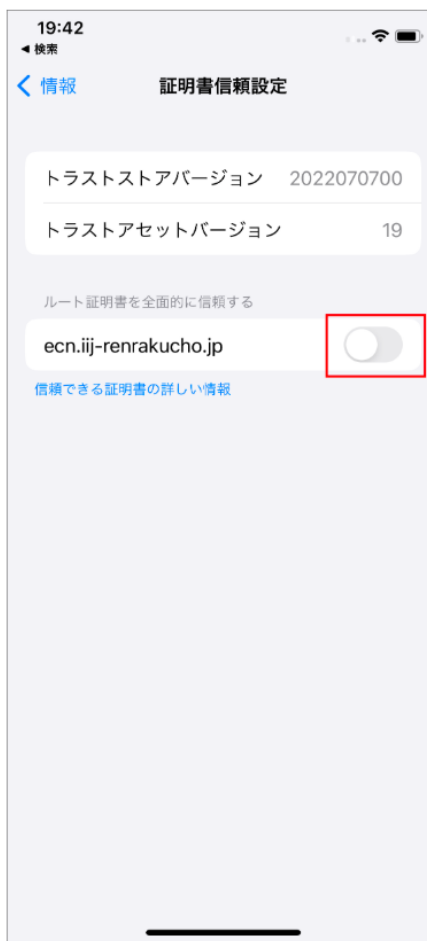 19:42
◀検索
情報
証明書信頼設定
トラストストアバージョン 2022070700
トラストアセットバージョン 19
ルート証明書を全面的に信頼する
ecn.iij-renrakucho.jp
信頼できる証明書の詳しい情報